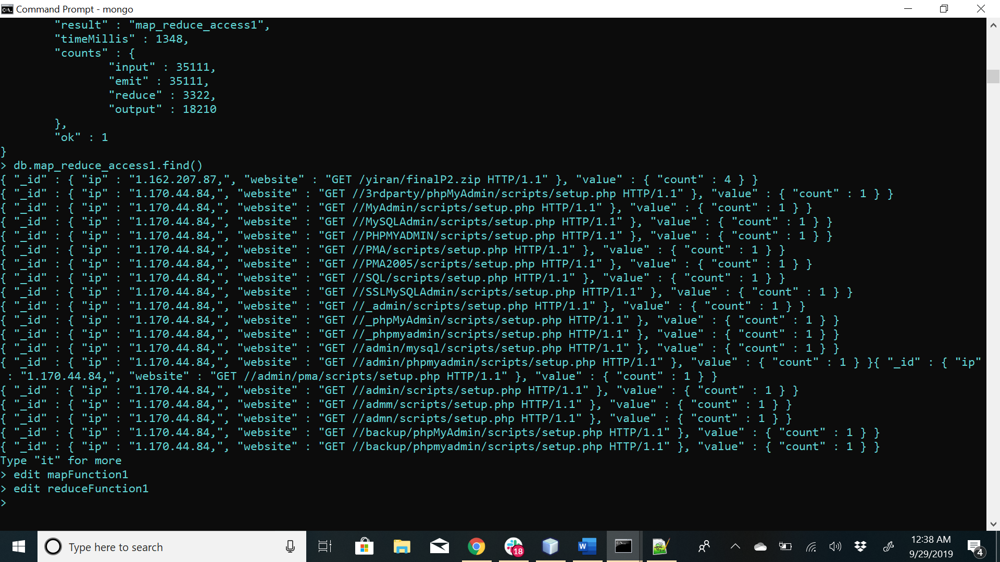 Command Prompt - mongo
"result" : "map_reduce_access1",
"timeMillis" : 1348,
"counts" : {
"input" : 35111,
"emit" : 35111,
"reduce" : 3322,
"output" : 18210
},
"ok" : 1
}
> db.map_reduce_access1.find()
{ "_id" : { "ip" : "1.162.207.87,", "website" : "GET /yiran/finalP2.zip HTTP/1.1" }, "value" : { "count" : 4 } }
{ "_id" : { "ip" : "1.170.44.84,", "website" : "GET //3rdparty/phpMyAdmin/scripts/setup.php HTTP/1.1" }, "value" : { "count" : 1 } }
{ "_id" : { "ip" : "1.170.44.84,", "website" : "GET //MyAdmin/scripts/setup.php HTTP/1.1" }, "value" : { "count" : 1 } }
{ "_id" : { "ip" : "1.170.44.84,", "website" : "GET //MySQLAdmin/scripts/setup.php HTTP/1.1" }, "value" : { "count" : 1 } }
{ "_id" : { "ip" : "1.170.44.84,", "website" : "GET //PHPMYADMIN/scripts/setup.php HTTP/1.1" }, "value" : { "count" : 1 } }
{ "_id" : { "ip" : "1.170.44.84,", "website" : "GET //PMA/scripts/setup.php HTTP/1.1" }, "value" : { "count" : 1 } }
{ "_id" : { "ip" : "1.170.44.84,", "website" : "GET //PMA2005/scripts/setup.php HTTP/1.1" }, "value" : { "count" : 1 } }
{ "_id" : { "ip" : "1.170.44.84,", "website" : "GET //SQL/scripts/setup.php HTTP/1.1" }, "value" : { "count" : 1 } }
{ "_id" : { "ip" : "1.170.44.84,", "website" : "GET //SSLMySQLAdmin/scripts/setup.php HTTP/1.1" }, "value" : { "count" : 1 } }
{ "_id" : { "ip" : "1.170.44.84,", "website" : "GET //_admin/scripts/setup.php HTTP/1.1" }, "value" : { "count" : 1 } }
{ "_id" : { "ip" : "1.170.44.84,", "website" : "GET //_phpMyAdmin/scripts/setup.php HTTP/1.1" }, "value" : { "count" : 1 } }
{ "_id" : { "ip" : "1.170.44.84,", "website" : "GET //_phpmyadmin/scripts/setup.php HTTP/1.1" }, "value" : { "count" : 1 } }
{ "_id" : { "ip" : "1.170.44.84,", "website" : "GET //admin/mysql/scripts/setup.php HTTP/1.1" }, "value" : { "count" : 1 } }
{ "_id" : { "ip" : "1.170.44.84,", "website" : "GET //admin/phpmyadmin/scripts/setup.php HTTP/1.1" }, "value" : { "count" : 1 } }{ "_id" : { "ip"
: "1.170.44.84,", "website" : "GET //admin/pma/scripts/setup.php HTTP/1.1" }, "value" : { "count" : 1 } }
{ "_id" : { "ip" : "1.170.44.84,", "website" : "GET //admin/scripts/setup.php HTTP/1.1" }, "value" : { "count" : 1 } }
{ "_id" : { "ip" : "1.170.44.84,", "website" : "GET //admm/scripts/setup.php HTTP/1.1" }, "value" : { "count" : 1 } }
{ "_id" : { "ip" : "1.170.44.84,", "website" : "GET //admn/scripts/setup.php HTTP/1.1" }, "value" : { "count" : 1 } }
{ "_id" : { "ip" : "1.170.44.84,", "website" : "GET //backup/phpMyAdmin/scripts/setup.php HTTP/1.1" }, "value" : { "count" : 1 } }
{ "_id" : { "ip" : "1.170.44.84,", "website" : "GET //backup/phpmyadmin/scripts/setup.php HTTP/1.1" }, "value" : { "count" : 1 } }
Type "it" for more
> edit mapFunction1
> edit reduceFunction1
>
Type here to search
18
12:38 AM
9/29/2019
4